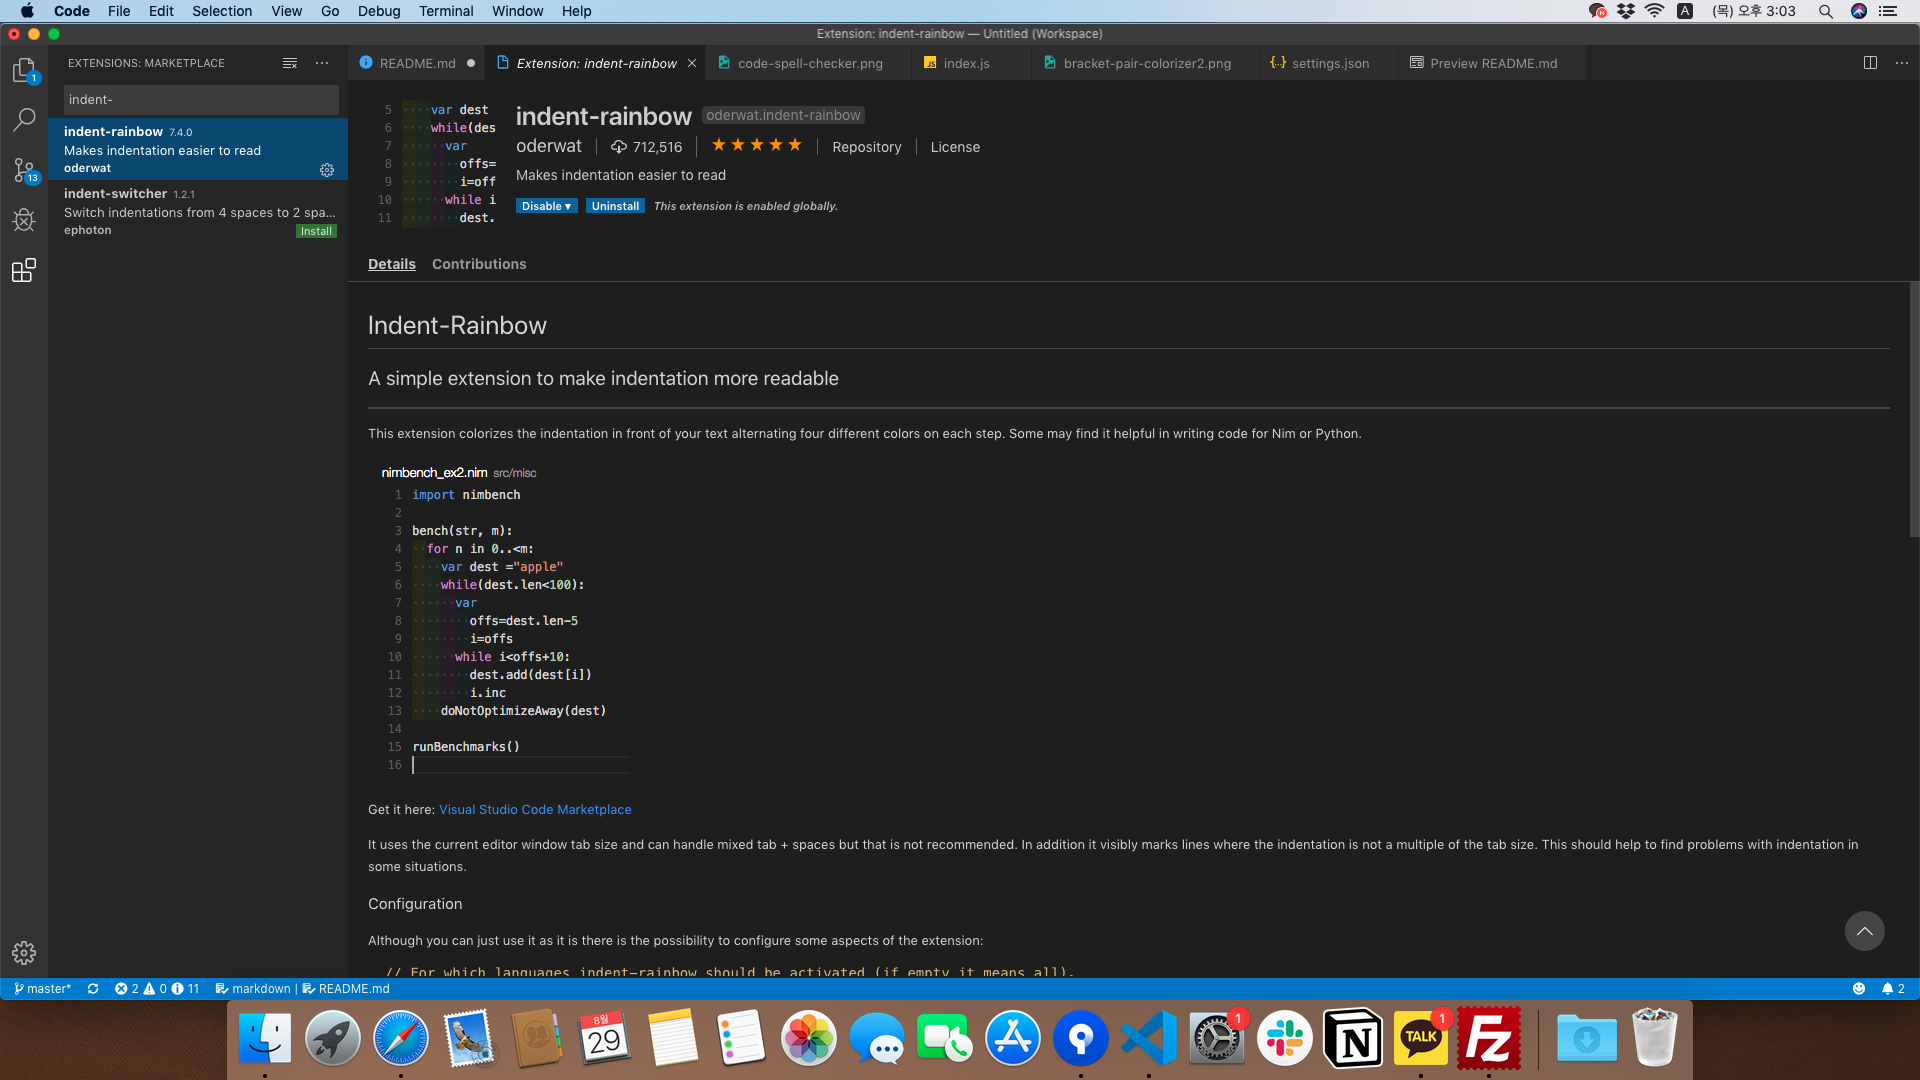 Code File Edit Selection View Go Debug Terminal Window Help
A (목) 오후 3:03
Extension: indent-rainbow — Untitled (Workspace)
EXTENSIONS: MARKETPLACE
indent-
indent-rainbow 7.4.0
Makes indentation easier to read
oderwat
indent-switcher 1.2.1
Switch indentations from 4 spaces to 2 spa...
ephoton
Install
1
13
README.md
Extension: indent-rainbow
code-spell-checker.png
JS index.js
bracket-pair-colorizer2.png
{..} settings.json
Preview README.md
5 ····var dest
6 ····while(des
7 ······var
8 ········offs=
9 ········i=off
10 ······while i
11 ········dest.
indent-rainbow oderwat.indent-rainbow
oderwat 712,516 ★★★★★ Repository License
Makes indentation easier to read
Disable ▾ Uninstall This extension is enabled globally.
Details Contributions
Indent-Rainbow
A simple extension to make indentation more readable
This extension colorizes the indentation in front of your text alternating four different colors on each step. Some may find it helpful in writing code for Nim or Python.
nimbench_ex2.nim src/misc
1 import nimbench
2
3 bench(str, m):
4 ··for n in 0..<m:
5 ····var dest ="apple"
6 ····while(dest.len<100):
7 ······var
8 ········offs=dest.len-5
9 ········i=offs
10 ······while i<offs+10:
11 ········dest.add(dest[i])
12 ········i.inc
13 ····doNotOptimizeAway(dest)
14
15 runBenchmarks()
16
Get it here: Visual Studio Code Marketplace
It uses the current editor window tab size and can handle mixed tab + spaces but that is not recommended. In addition it visibly marks lines where the indentation is not a multiple of the tab size. This should help to find problems with indentation in
some situations.
Configuration
Although you can just use it as it is there is the possibility to configure some aspects of the extension:
// For which languages indent-rainbow should be activated (if empty it means all).
master* 2 0 11 markdown | README.md 2
8월
29
1
N
TALK
1
Fz